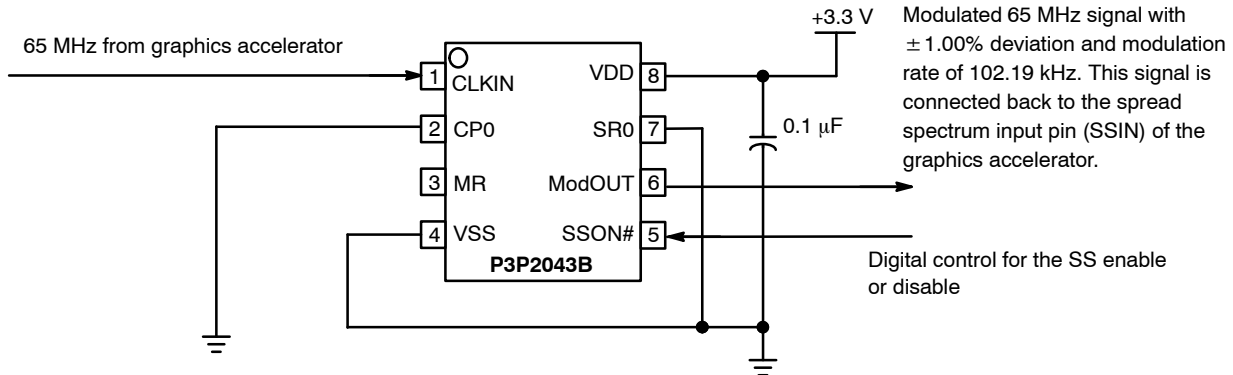 65 MHz from graphics accelerator
+3.3 V
Modulated 65 MHz signal with
±1.00% deviation and modulation
rate of 102.19 kHz. This signal is
connected back to the spread
spectrum input pin (SSIN) of the
graphics accelerator.
1 CLKIN
VDD 8
2 CP0
SR0 7
0.1 μF
3 MR
ModOUT 6
4 VSS
SSON# 5
P3P2043B
Digital control for the SS enable
or disable